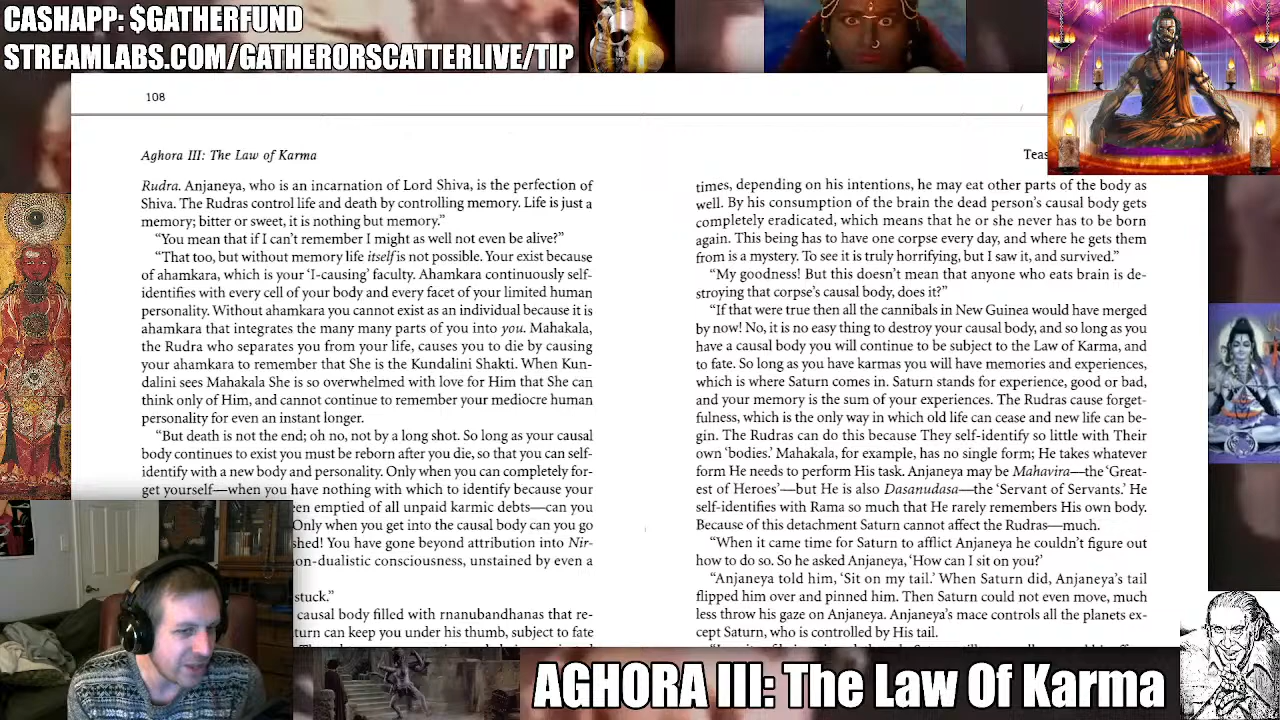 CASHAPP: $GATHERFUND
STREAMLABS.COM/GATHERORSCATTERLIVE/TIP
108
Aghora III: The Law of Karma
Rudra. Anjaneya, who is an incarnation of Lord Shiva, is the perfection of
Shiva. The Rudras control life and death by controlling memory. Life is just a
memory; bitter or sweet, it is nothing but memory.”
“You mean that if I can't remember I might as well not even be alive?”
“That too, but without memory life itself is not possible. Your exist because
of ahamkara, which is your ‘I-causing’ faculty. Ahamkara continuously self-
identifies with every cell of your body and every facet of your limited human
personality. Without ahamkara you cannot exist as an individual because it is
ahamkara that integrates the many many parts of you into you. Mahakala,
the Rudra who separates you from your life, causes you to die by causing
your ahamkara to remember that She is the Kundalini Shakti. When Kun-
dalini sees Mahakala She is so overwhelmed with love for Him that She can
think only of Him, and cannot continue to remember your mediocre human
personality for even an instant longer.
“But death is not the end; oh no, not by a long shot. So long as your causal
body continues to exist you must be reborn after you die, so that you can self-
identify with a new body and personality. Only when you can completely for-
get yourself—when you have nothing with which to identify because your
en emptied of all unpaid karmic debts—can you
Only when you get into the causal body can you go
shed! You have gone beyond attribution into Nir-
on-dualistic consciousness, unstained by even a
stuck.”
causal body filled with rnanubandhanas that re-
turn can keep you under his thumb, subject to fate
Teas
times, depending on his intentions, he may eat other parts of the body as
well. By his consumption of the brain the dead person's causal body gets
completely eradicated, which means that he or she never has to be born
again. This being has to have one corpse every day, and where he gets them
from is a mystery. To see it is truly horrifying, but I saw it, and survived.”
“My goodness! But this doesn't mean that anyone who eats brain is de-
stroying that corpse's causal body, does it?”
“If that were true then all the cannibals in New Guinea would have merged
by now! No, it is no easy thing to destroy your causal body, and so long as you
have a causal body you will continue to be subject to the Law of Karma, and
to fate. So long as you have karmas you will have memories and experiences,
which is where Saturn comes in. Saturn stands for experience, good or bad,
and your memory is the sum of your experiences. The Rudras cause forget-
fulness, which is the only way in which old life can cease and new life can be-
gin. The Rudras can do this because They self-identify so little with Their
own ‘bodies.’ Mahakala, for example, has no single form; He takes whatever
form He needs to perform His task. Anjaneya may be Mahavira—the ‘Great-
est of Heroes’—but He is also Dasanudasa—the ‘Servant of Servants.’ He
self-identifies with Rama so much that He rarely remembers His own body.
Because of this detachment Saturn cannot affect the Rudras—much.
“When it came time for Saturn to afflict Anjaneya he couldn't figure out
how to do so. So he asked Anjaneya, ‘How can I sit on you?’
“Anjaneya told him, ‘Sit on my tail.’ When Saturn did, Anjaneya's tail
flipped him over and pinned him. Then Saturn could not even move, much
less throw his gaze on Anjaneya. Anjaneya's mace controls all the planets ex-
cept Saturn, who is controlled by His tail.
AGHORA III: The Law Of Karma